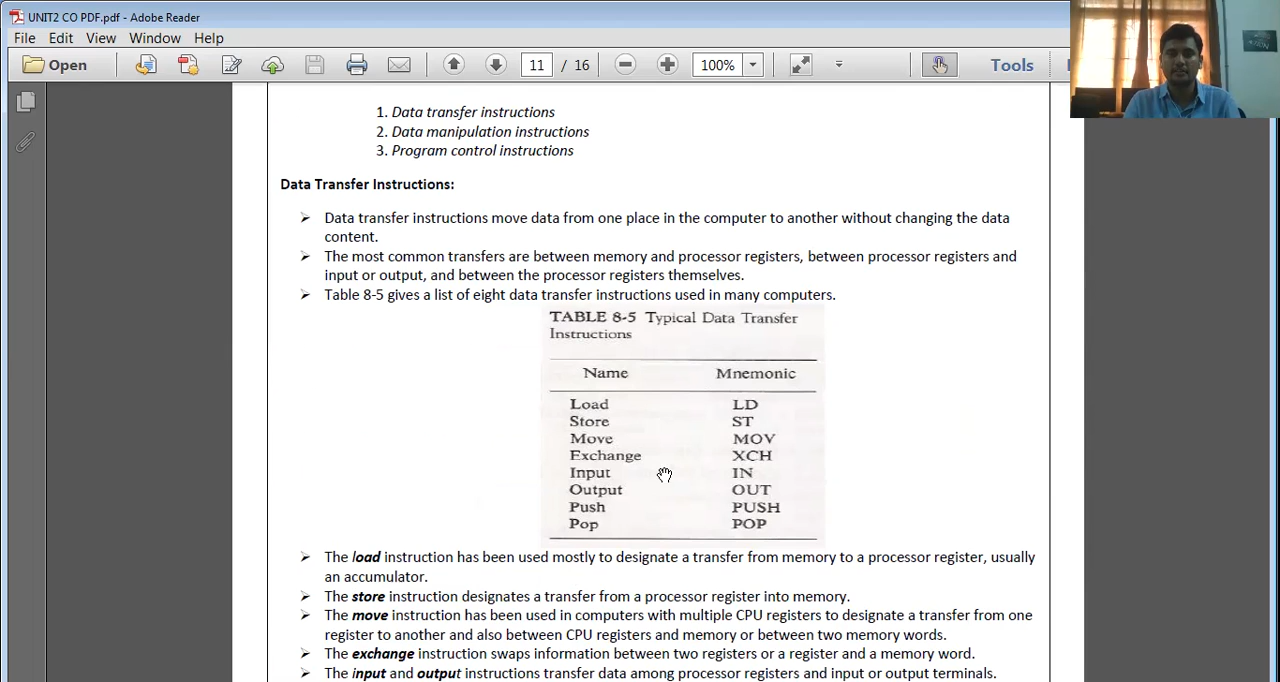 UNIT2 CO PDF.pdf - Adobe Reader
File Edit View Window Help
Open 11 / 16 100% Tools
1. Data transfer instructions
2. Data manipulation instructions
3. Program control instructions
Data Transfer Instructions:
➢ Data transfer instructions move data from one place in the computer to another without changing the data
content.
➢ The most common transfers are between memory and processor registers, between processor registers and
input or output, and between the processor registers themselves.
➢ Table 8-5 gives a list of eight data transfer instructions used in many computers.
TABLE 8-5 Typical Data Transfer
Instructions
Name Mnemonic
Load LD
Store ST
Move MOV
Exchange XCH
Input IN
Output OUT
Push PUSH
Pop POP
➢ The load instruction has been used mostly to designate a transfer from memory to a processor register, usually
an accumulator.
➢ The store instruction designates a transfer from a processor register into memory.
➢ The move instruction has been used in computers with multiple CPU registers to designate a transfer from one
register to another and also between CPU registers and memory or between two memory words.
➢ The exchange instruction swaps information between two registers or a register and a memory word.
➢ The input and output instructions transfer data among processor registers and input or output terminals.